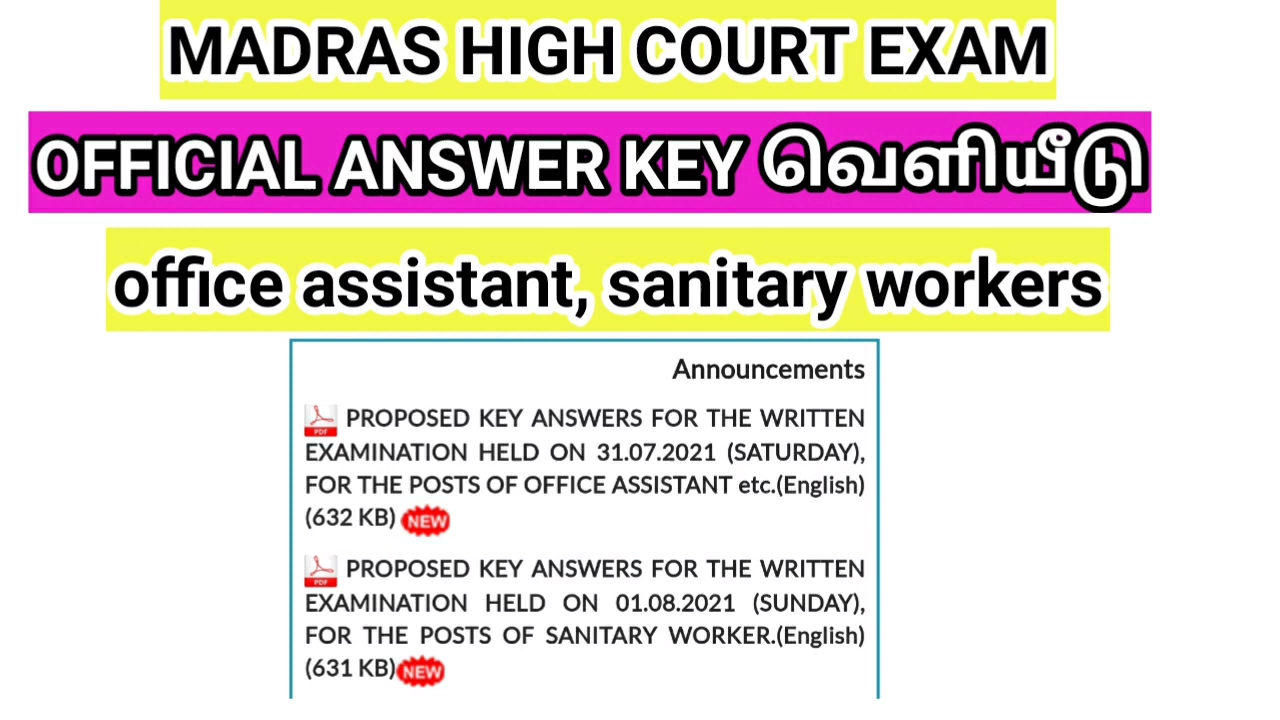 MADRAS HIGH COURT EXAM
OFFICIAL ANSWER KEY வெளியீடு
office assistant, sanitary workers
Announcements
PDF PROPOSED KEY ANSWERS FOR THE WRITTEN
EXAMINATION HELD ON 31.07.2021 (SATURDAY),
FOR THE POSTS OF OFFICE ASSISTANT etc.(English)
(632 KB) NEW
PDF PROPOSED KEY ANSWERS FOR THE WRITTEN
EXAMINATION HELD ON 01.08.2021 (SUNDAY),
FOR THE POSTS OF SANITARY WORKER.(English)
(631 KB) NEW